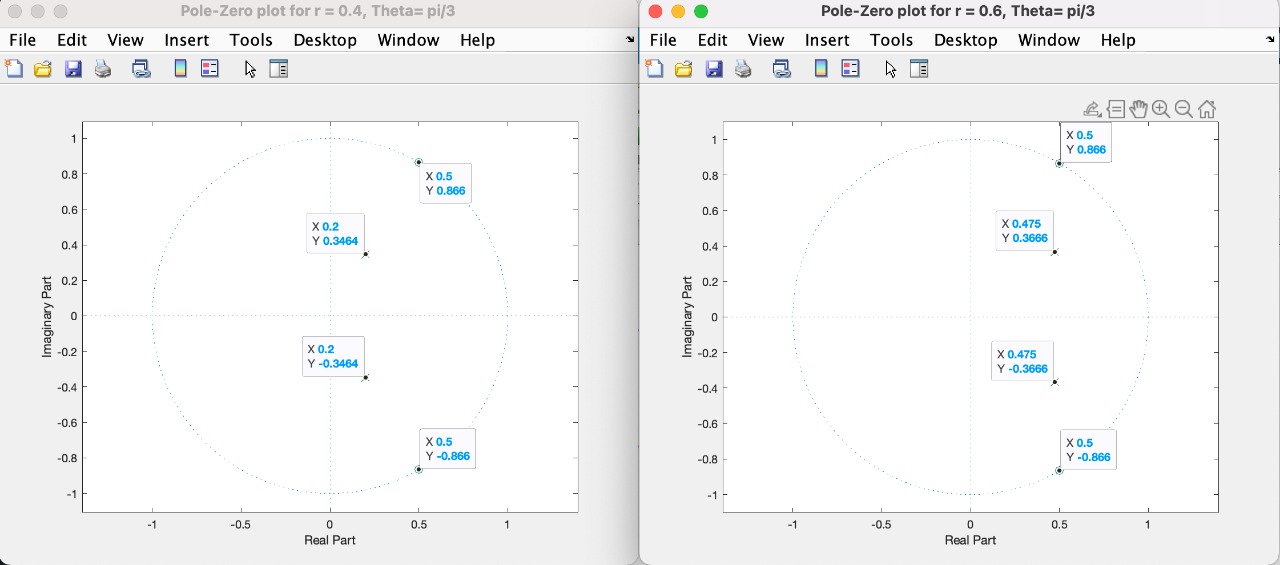 Pole-Zero plot for r = 0.4, Theta= pi/3
File Edit View Insert Tools Desktop Window Help
1
0.8
0.6
0.4
0.2
0
-0.2
-0.4
-0.6
-0.8
-1
Imaginary Part
X 0.5
Y 0.866
X 0.2
Y 0.3464
X 0.2
Y -0.3464
X 0.5
Y -0.866
-1 -0.5 0 0.5 1
Real Part
Pole-Zero plot for r = 0.6, Theta= pi/3
File Edit View Insert Tools Desktop Window Help
1
0.8
0.6
0.4
0.2
0
-0.2
-0.4
-0.6
-0.8
-1
Imaginary Part
X 0.5
Y 0.866
X 0.475
Y 0.3666
X 0.475
Y -0.3666
X 0.5
Y -0.866
-1 -0.5 0 0.5 1
Real Part